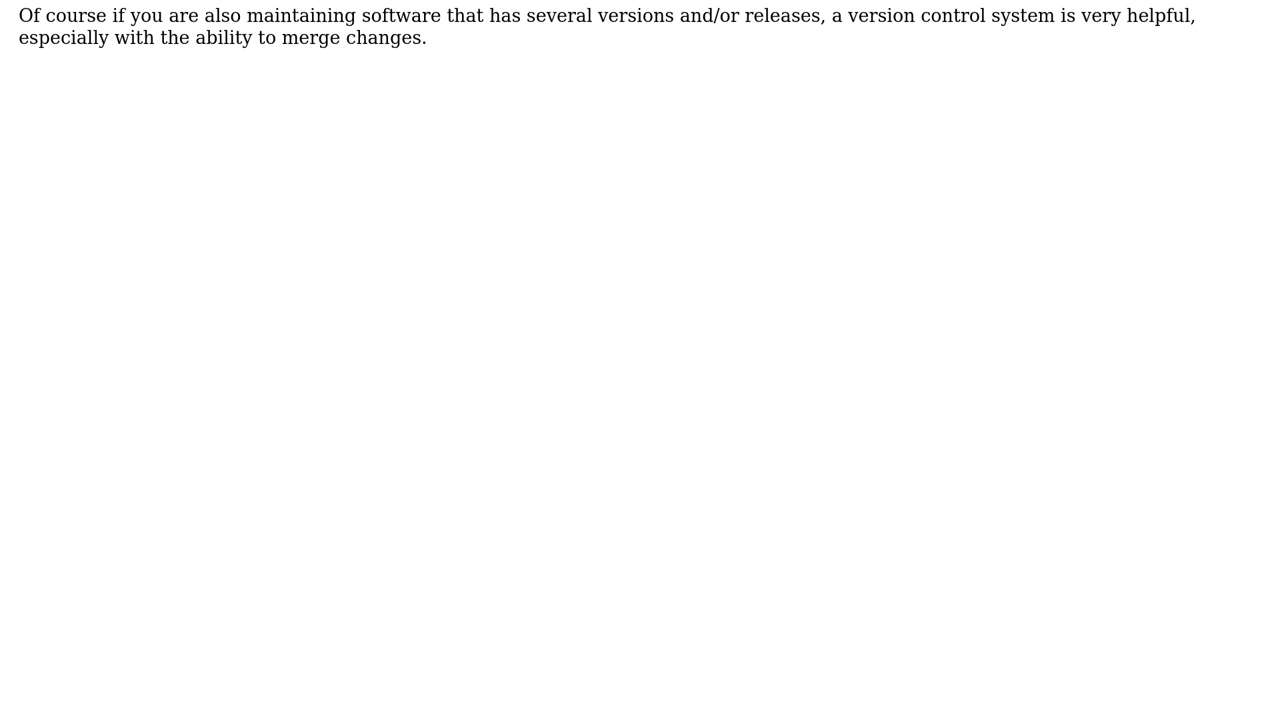 Of course if you are also maintaining software that has several versions and/or releases, a version control system is very helpful,
especially with the ability to merge changes.